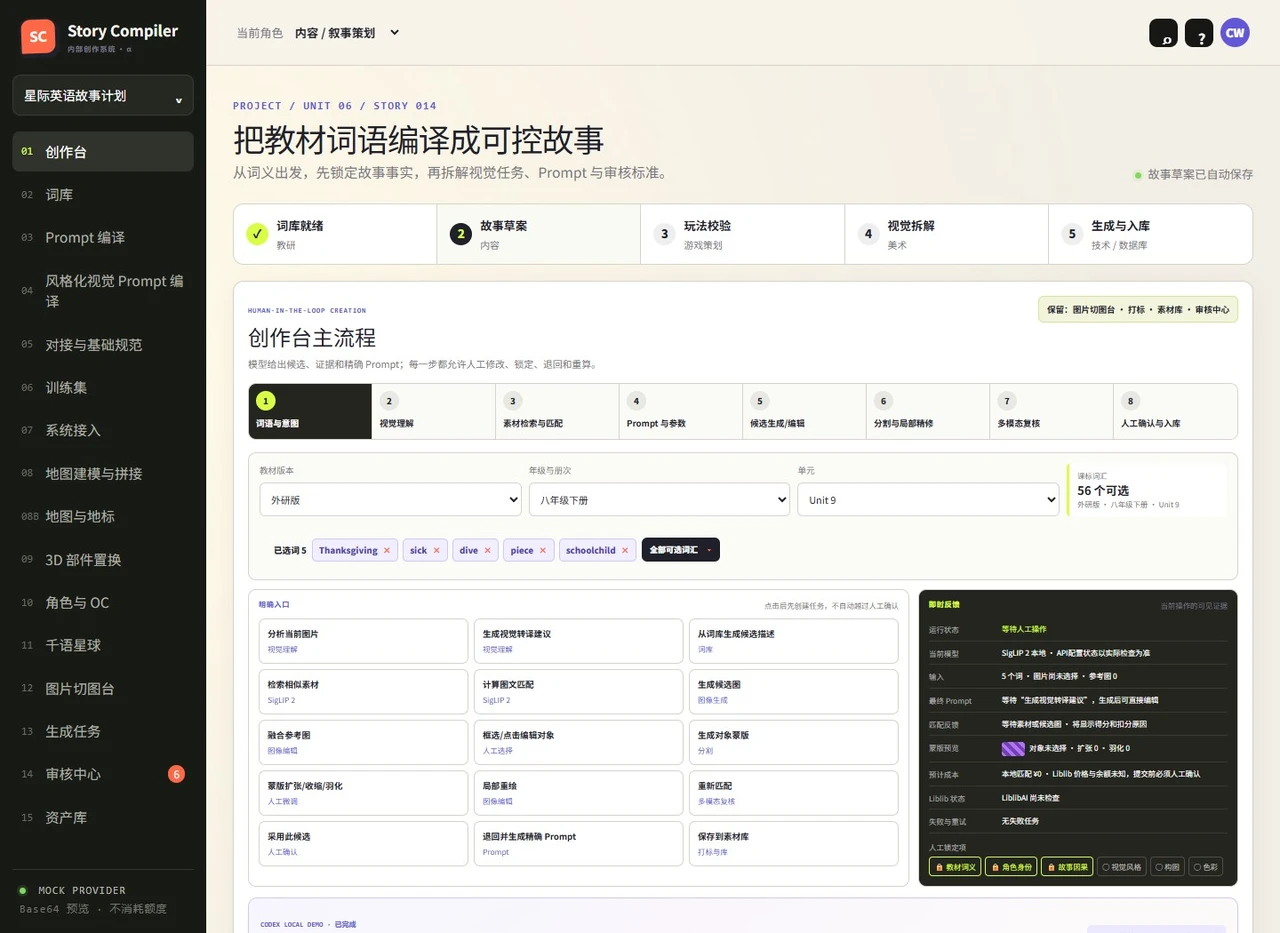 SC
Story Compiler
内部创作系统 · α
星际英语故事计划
01 创作台
02 词库
03 Prompt 编译
04 风格化视觉 Prompt 编
译
05 对接与基础规范
06 训练集
07 系统接入
08 地图建模与拼接
08B 地图与地标
09 3D 部件置换
10 角色与 OC
11 千语星球
12 图片切图台
13 生成任务
14 审核中心 6
15 资产库
MOCK PROVIDER
Base64 预览 · 不消耗额度
当前角色 内容 / 叙事策划
⌕ ? CW
PROJECT / UNIT 06 / STORY 014
把教材词语编译成可控故事
从词义出发，先锁定故事事实，再拆解视觉任务、Prompt 与审核标准。
故事草案已自动保存
✓ 词库就绪
教研
2 故事草案
内容
3 玩法校验
游戏策划
4 视觉拆解
美术
5 生成与入库
技术 / 数据库
HUMAN-IN-THE-LOOP CREATION
创作台主流程
模型给出候选、证据和精确 Prompt；每一步都允许人工修改、锁定、退回和重算。
保留：图片切图台 · 打标 · 素材库 · 审核中心
1 词语与意图
2 视觉理解
3 素材检索与匹配
4 Prompt 与参数
5 候选生成/编辑
6 分割与局部精修
7 多模态复核
8 人工确认与入库
教材版本
外研版
年级与册次
八年级下册
单元
Unit 9
课标词汇
56 个可选
外研版 · 八年级下册 · Unit 9
已选词 5 Thanksgiving × sick × dive × piece × schoolchild × 全部可选词汇
明确入口
点击后先创建任务，不自动越过人工确认
分析当前图片
视觉理解
生成视觉转译建议
视觉理解
从词库生成候选描述
词库
检索相似素材
SigLIP 2
计算图文匹配
SigLIP 2
生成候选图
图像生成
融合参考图
图像编辑
框选/点击编辑对象
人工选择
生成对象蒙版
分割
蒙版扩张/收缩/羽化
人工微调
局部重绘
图像编辑
重新匹配
多模态复核
采用此候选
人工确认
退回并生成精确 Prompt
Prompt
保存到素材库
打标与库
即时反馈
当前操作的可见证据
运行状态 等待人工操作
当前模型 SigLIP 2 本地 · API配置状态以实际检查为准
输入 5 个词 · 图片尚未选择 · 参考图 0
最终 Prompt 等待“生成视觉转译建议”，生成后可直接编辑
匹配反馈 等待素材或候选图 · 将显示得分和扣分原因
蒙版预览 对象未选择 · 扩张 0 · 羽化 0
预计成本 本地匹配 ¥0 · Liblib 价格与余额未知，提交前必须人工确认
Liblib 状态 LiblibAI 尚未检查
失败与重试 无失败任务
人工锁定项
教材词义 角色身份 故事因果 视觉风格 构图 色彩
CODEX LOCAL DEMO · 已完成